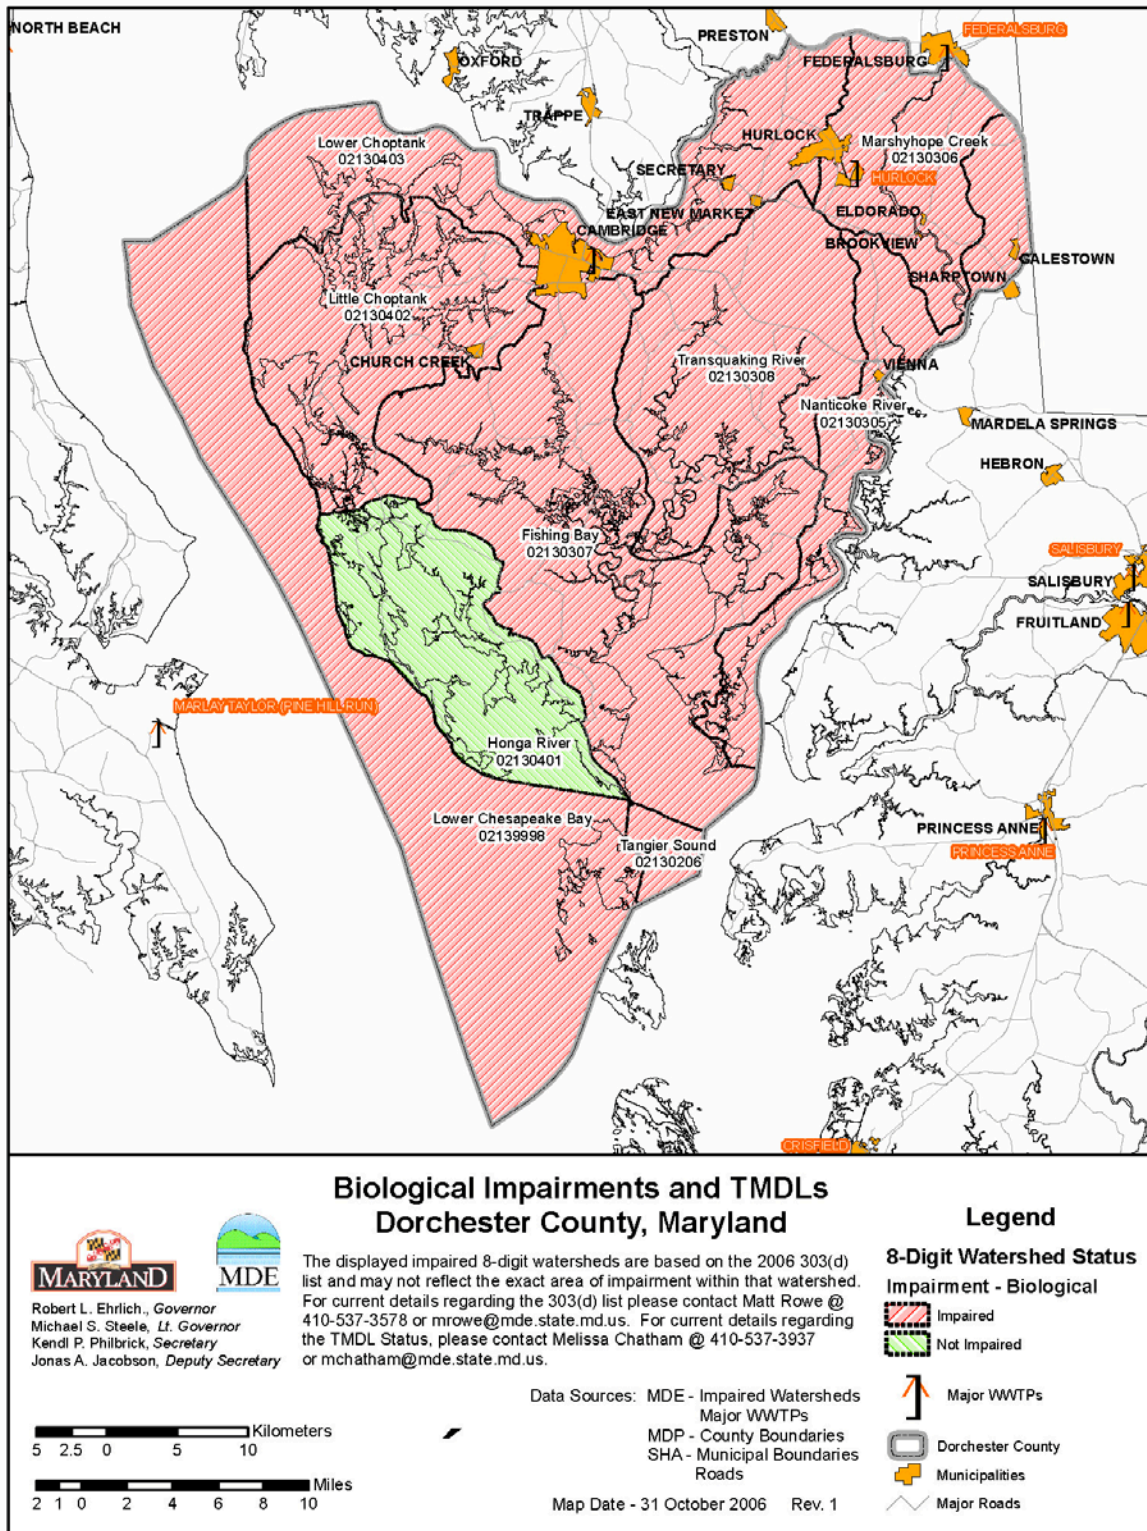 NORTH BEACH
OXFORD
TRAPPE
PRESTON
FEDERALSBURG
FEDERALSBURG
HURLOCK
Marshyhope Creek
02130306
HURLOCK
Lower Choptank
02130403
SECRETARY
EAST NEW MARKET
CAMBRIDGE
ELDORADO
BROOKVIEW
GALESTOWN
SHARPTOWN
Little Choptank
02130402
CHURCH CREEK
Transquaking River
02130308
VIENNA
Nanticoke River
02130305
MARDELA SPRINGS
HEBRON
Fishing Bay
02130307
SALISBURY
SALISBURY
FRUITLAND
MARLAY TAYLOR (PINE HILL RUN)
Honga River
02130401
Lower Chesapeake Bay
02139998
Tangier Sound
02130206
PRINCESS ANNE
PRINCESS ANNE
CRISFIELD
Biological Impairments and TMDLs
Dorchester County, Maryland
MARYLAND
MDE
Robert L. Ehrlich., Governor
Michael S. Steele, Lt. Governor
Kendl P. Philbrick, Secretary
Jonas A. Jacobson, Deputy Secretary
The displayed impaired 8-digit watersheds are based on the 2006 303(d)
list and may not reflect the exact area of impairment within that watershed.
For current details regarding the 303(d) list please contact Matt Rowe @
410-537-3578 or mrowe@mde.state.md.us. For current details regarding
the TMDL Status, please contact Melissa Chatham @ 410-537-3937
or mchatham@mde.state.md.us.
Data Sources: MDE - Impaired Watersheds
Major WWTPs
MDP - County Boundaries
SHA - Municipal Boundaries
Roads
Map Date - 31 October 2006 Rev. 1
Kilometers
5 2.5 0 5 10
Miles
2 1 0 2 4 6 8 10
Legend
8-Digit Watershed Status
Impairment - Biological
Impaired
Not Impaired
Major WWTPs
Dorchester County
Municipalities
Major Roads